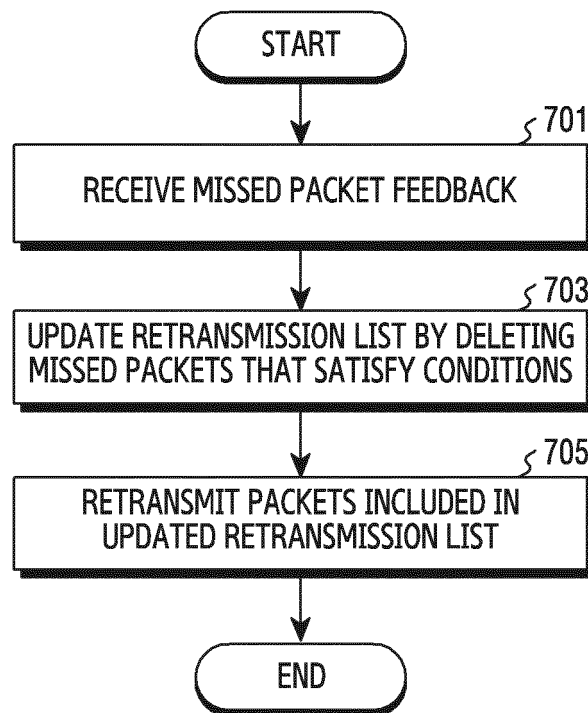 START
701
RECEIVE MISSED PACKET FEEDBACK
703
UPDATE RETRANSMISSION LIST BY DELETING
MISSED PACKETS THAT SATISFY CONDITIONS
705
RETRANSMIT PACKETS INCLUDED IN
UPDATED RETRANSMISSION LIST
END